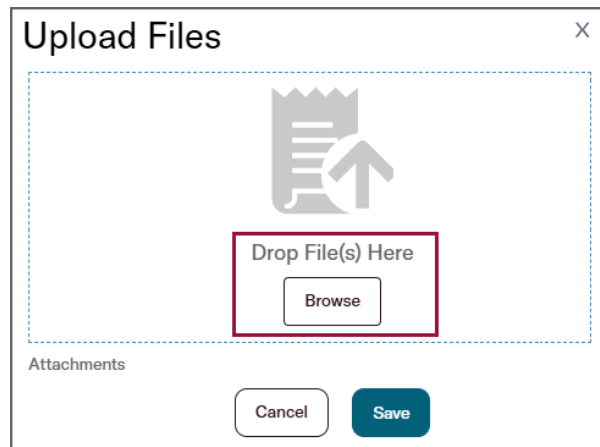 Upload Files
X
Drop File(s) Here
Browse
Attachments
Cancel
Save